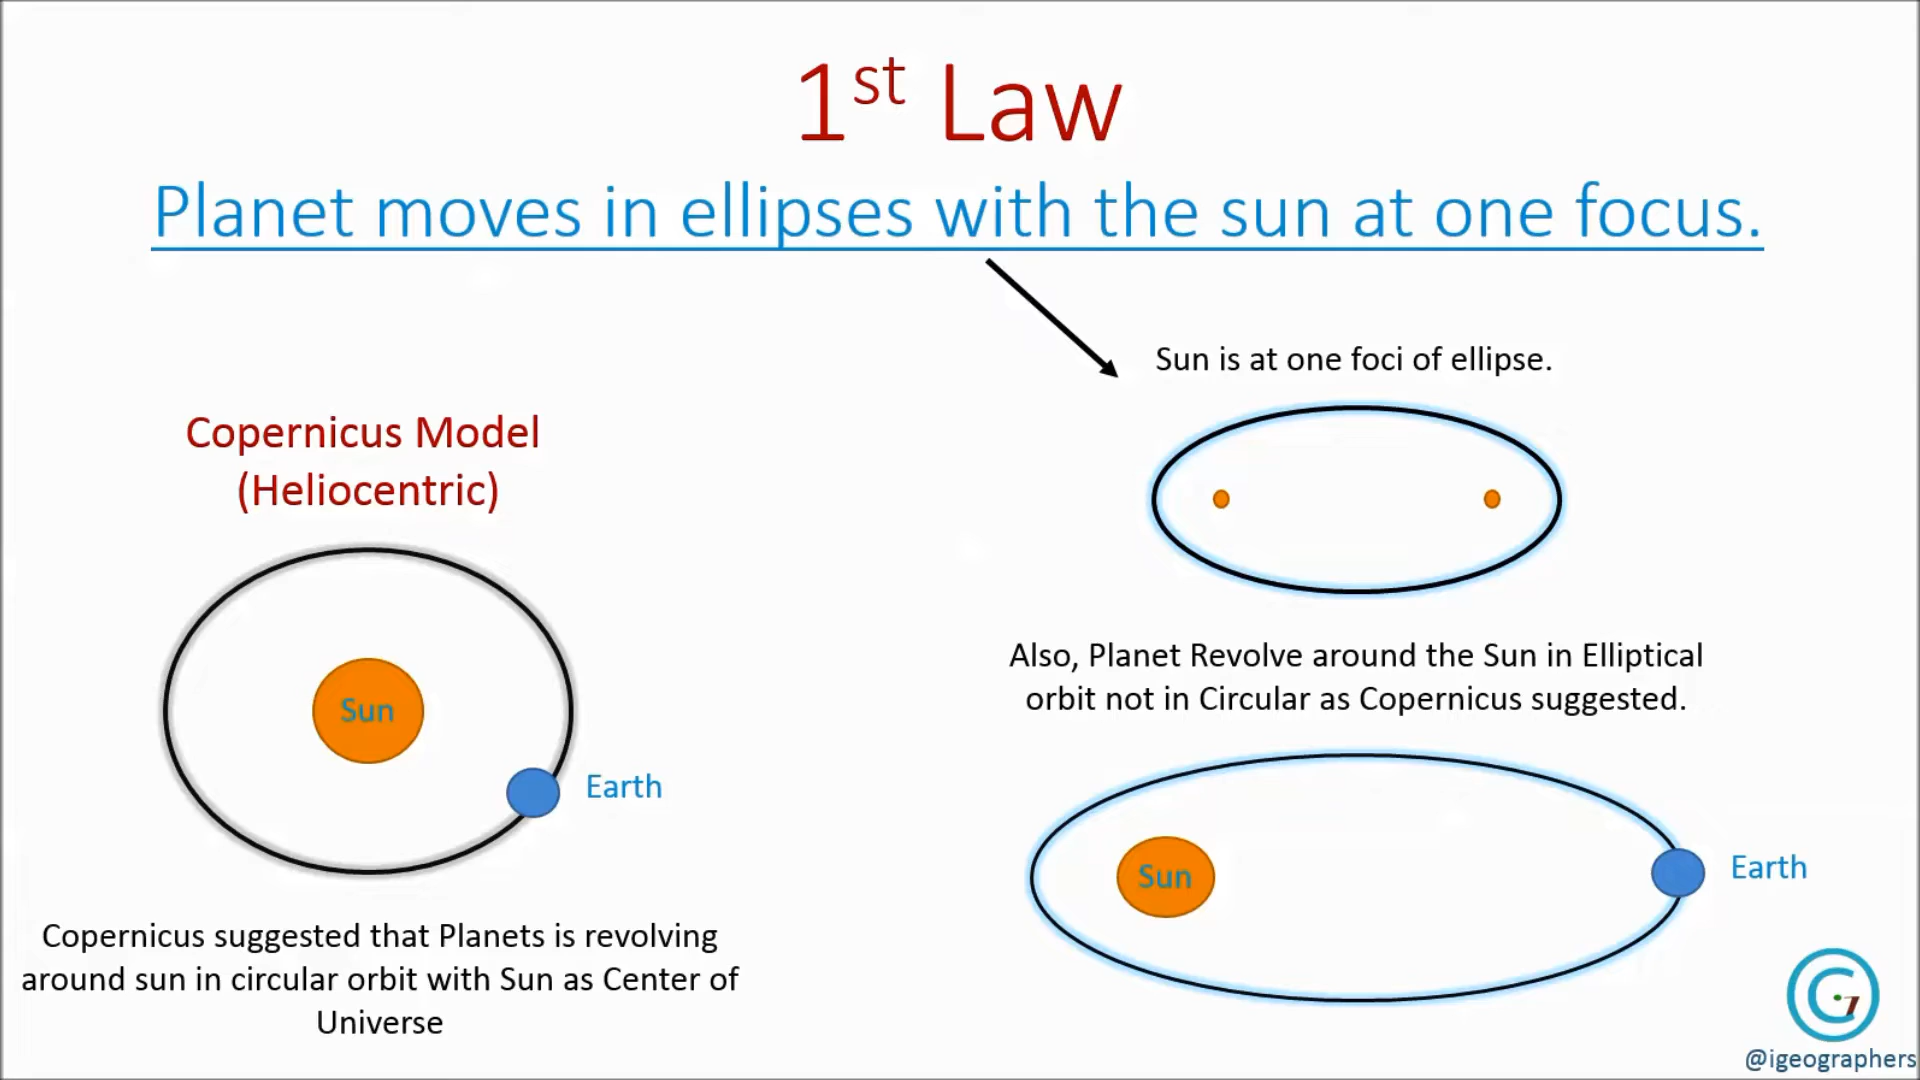 1st Law
Planet moves in ellipses with the sun at one focus.
Sun is at one foci of ellipse.
Copernicus Model
(Heliocentric)
Sun
Earth
Copernicus suggested that Planets is revolving
around sun in circular orbit with Sun as Center of
Universe
Also, Planet Revolve around the Sun in Elliptical
orbit not in Circular as Copernicus suggested.
Sun
Earth
@igeographers